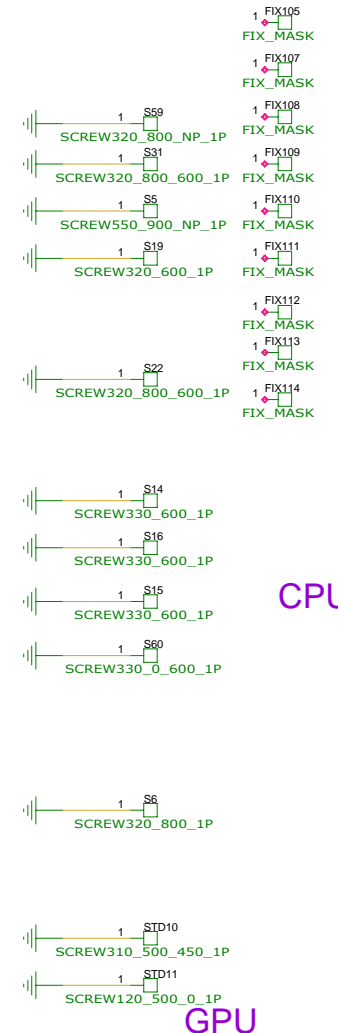 1 FIX105
FIX_MASK
1 FIX107
FIX_MASK
1 FIX108
FIX_MASK
1 S59
SCREW320_800_NP_1P
1 FIX109
FIX_MASK
1 S31
SCREW320_800_600_1P
1 FIX110
FIX_MASK
1 S5
SCREW550_900_NP_1P
1 FIX111
FIX_MASK
1 S19
SCREW320_600_1P
1 FIX112
FIX_MASK
1 FIX113
FIX_MASK
1 S22
SCREW320_800_600_1P
1 FIX114
FIX_MASK
1 S14
SCREW330_600_1P
1 S16
SCREW330_600_1P
1 S15
SCREW330_600_1P
CPU
1 S60
SCREW330_0_600_1P
1 S6
SCREW320_800_1P
1 STD10
SCREW310_500_450_1P
1 STD11
SCREW120_500_0_1P
GPU